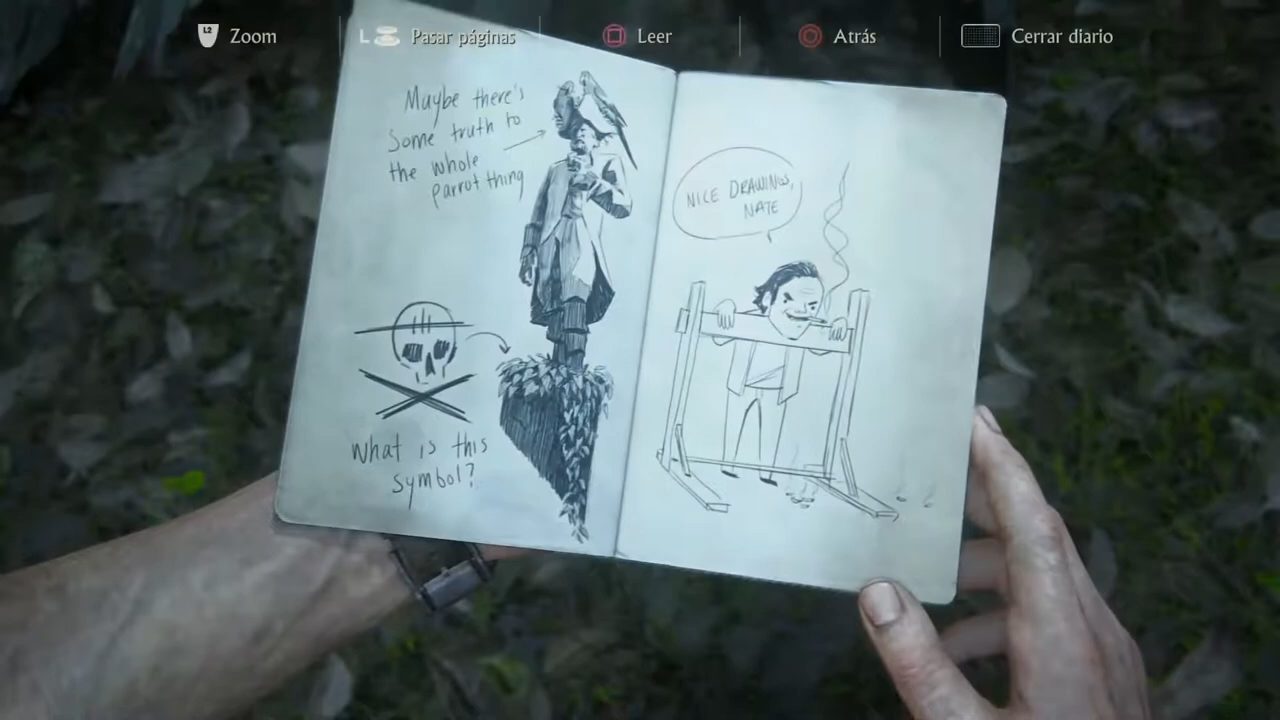 L2
Zoom
L
Pasar páginas
Leer
Atrás
Cerrar diario
Maybe there's
Some truth to
the whole
parrot thing
What is this
symbol?
NICE DRAWINGS,
NATE